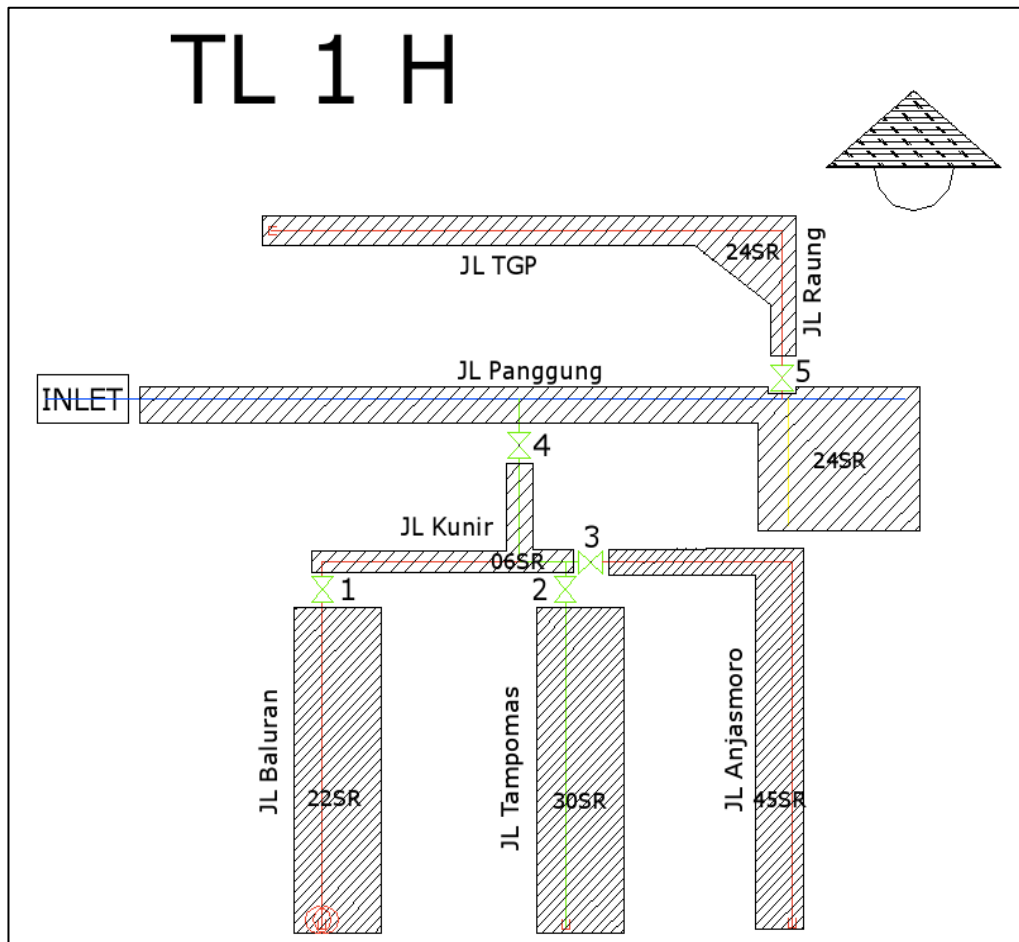 TL 1 H
24SR
JL TGP
JL Raung
JL Panggung
5
INLET
4
24SR
JL Kunir
3
06SR
1
2
JL Baluran
JL Tampomas
JL Anjasmoro
22SR
30SR
45SR